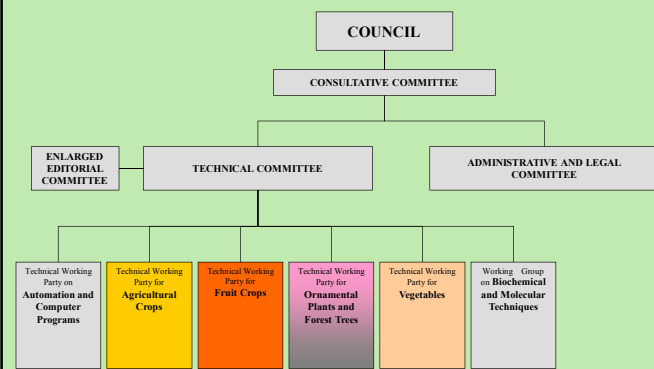 COUNCIL
CONSULTATIVE COMMITTEE
ENLARGED
EDITORIAL
COMMITTEE
TECHNICAL COMMITTEE
ADMINISTRATIVE AND LEGAL
COMMITTEE
Technical Working
Party on
Automation and
Computer
Programs
Technical Working
Party for
Agricultural
Crops
Technical Working
Party for
Fruit Crops
Technical Working
Party for
Ornamental
Plants and
Forest Trees
Technical Working
Party for
Vegetables
Working Group
on Biochemical
and Molecular
Techniques